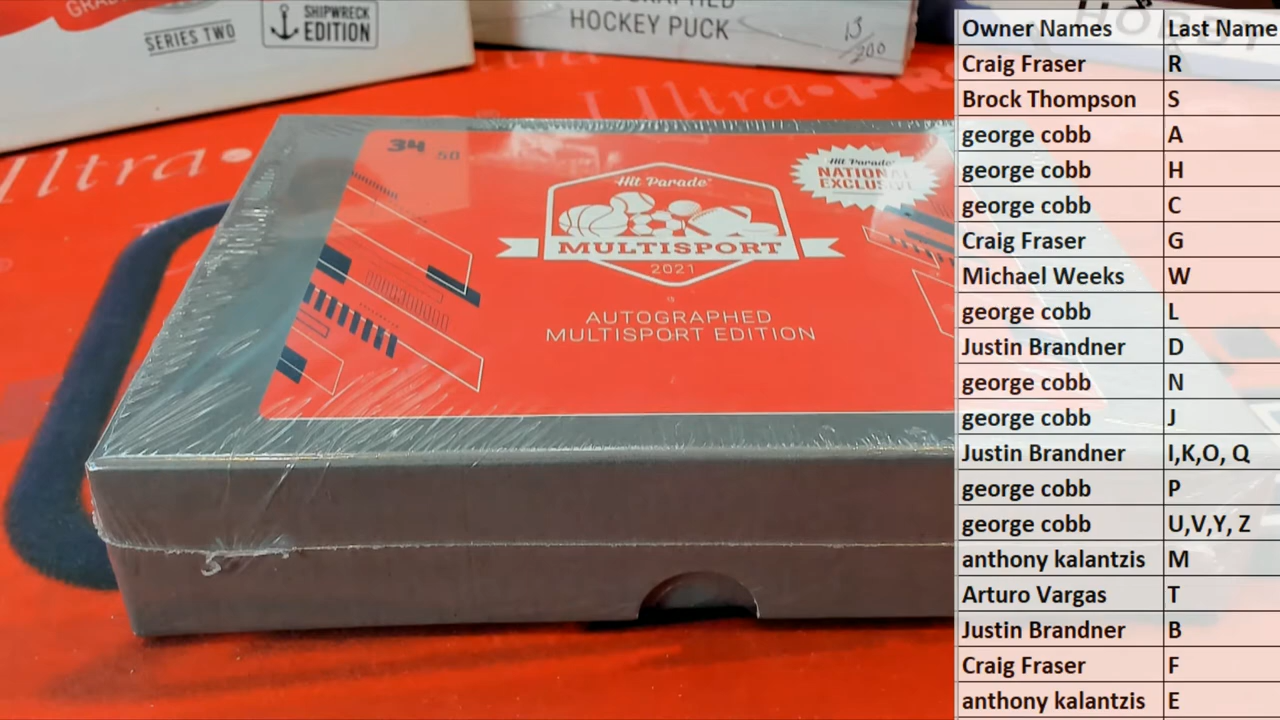 SERIES TWO
SHIPWRECK
EDITION
HOCKEY PUCK
13
200
Ultra•PRO
Ultra•
34 50
Hit Parade
NATIONAL
EXCLUSIVE
Hit Parade
MULTISPORT
2021
AUTOGRAPHED
MULTISPORT EDITION
Owner Names Last Name
Craig Fraser R
Brock Thompson S
george cobb A
george cobb H
george cobb C
Craig Fraser G
Michael Weeks W
george cobb L
Justin Brandner D
george cobb N
george cobb J
Justin Brandner I,K,O, Q
george cobb P
george cobb U,V,Y, Z
anthony kalantzis M
Arturo Vargas T
Justin Brandner B
Craig Fraser F
anthony kalantzis E